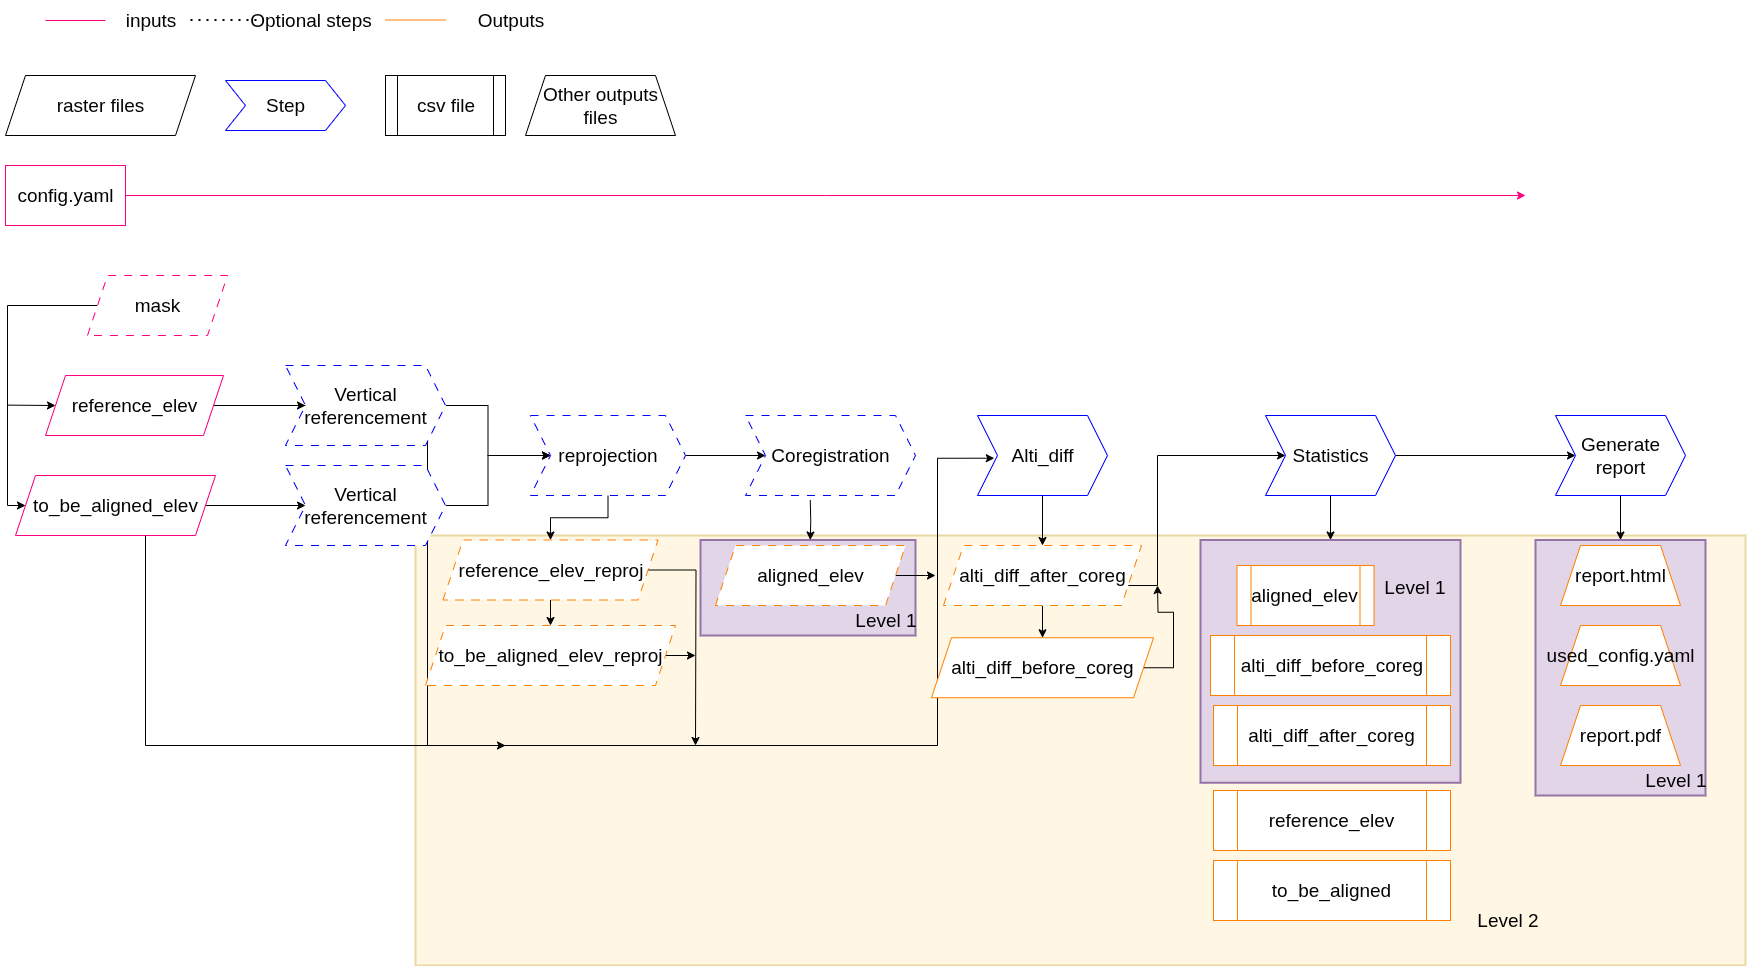 inputs
Optional steps
Outputs
raster files
Step
csv file
Other outputs
files
config.yaml
mask
reference_elev
to_be_aligned_elev
Vertical
referencement
Vertical
referencement
reprojection
Coregistration
Alti_diff
Statistics
Generate
report
reference_elev_reproj
to_be_aligned_elev_reproj
aligned_elev
Level 1
alti_diff_after_coreg
alti_diff_before_coreg
aligned_elev
Level 1
alti_diff_before_coreg
alti_diff_after_coreg
reference_elev
to_be_aligned
report.html
used_config.yaml
report.pdf
Level 1
Level 2